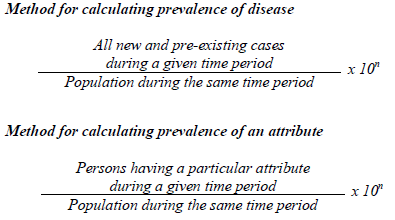 Method for calculating prevalence of disease
All new and pre-existing cases
during a given time period
x 10ⁿ
Population during the same time period
Method for calculating prevalence of an attribute
Persons having a particular attribute
during a given time period
x 10ⁿ
Population during the same time period